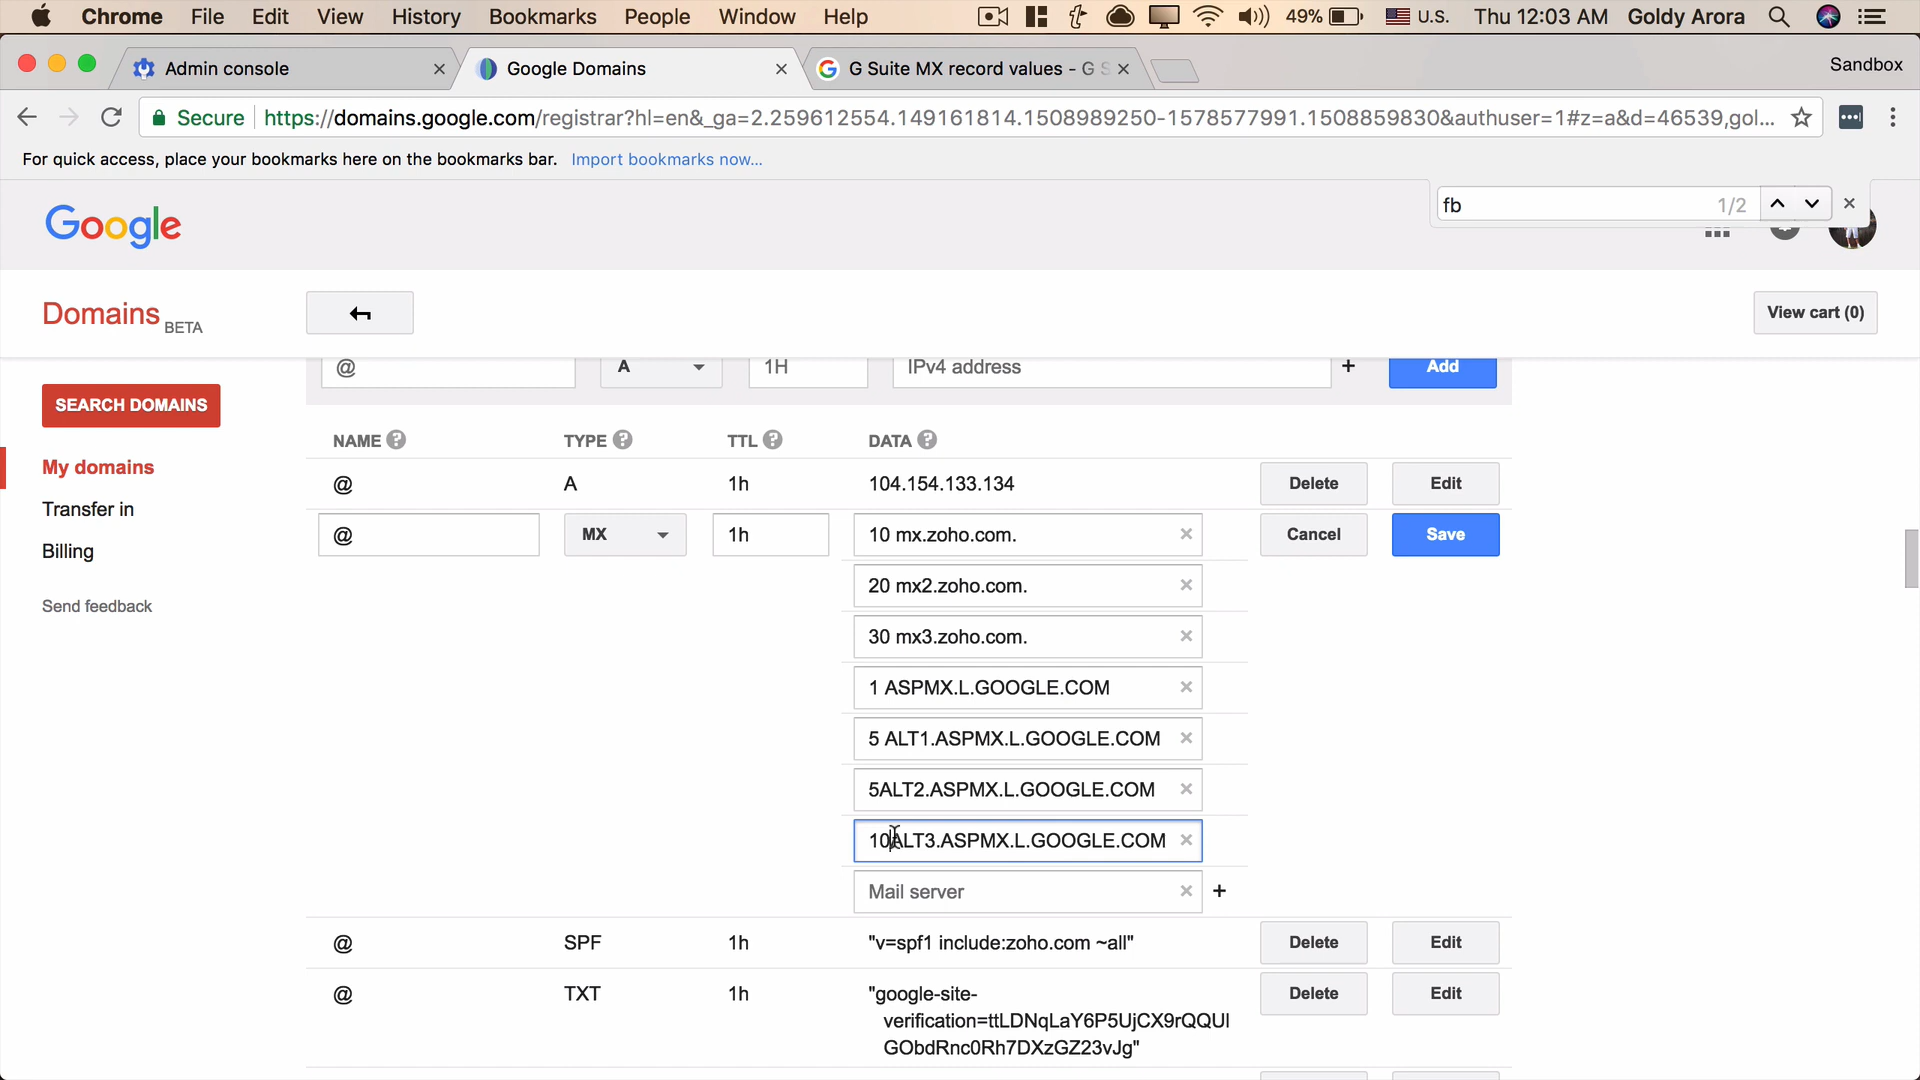 Chrome File Edit View History Bookmarks People Window Help 49% U.S. Thu 12:03 AM Goldy Arora
Admin console Google Domains G Suite MX record values - G S Sandbox
Secure https://domains.google.com/registrar?hl=en&_ga=2.259612554.149161814.1508989250-1578577991.1508859830&authuser=1#z=a&d=46539,gol...
For quick access, place your bookmarks here on the bookmarks bar. Import bookmarks now...
fb 1/2
Google
Domains BETA View cart (0)
@ A 1H IPv4 address + Add
SEARCH DOMAINS
My domains
Transfer in
Billing
Send feedback
NAME ? TYPE ? TTL ? DATA ?
@ A 1h 104.154.133.134 Delete Edit
@ MX 1h 10 mx.zoho.com. Cancel Save
20 mx2.zoho.com.
30 mx3.zoho.com.
1 ASPMX.L.GOOGLE.COM
5 ALT1.ASPMX.L.GOOGLE.COM
5ALT2.ASPMX.L.GOOGLE.COM
10ALT3.ASPMX.L.GOOGLE.COM
Mail server +
@ SPF 1h "v=spf1 include:zoho.com ~all" Delete Edit
@ TXT 1h "google-site- Delete Edit
verification=ttLDNqLaY6P5UjCX9rQQUI
GObdRnc0Rh7DXzGZ23vJg"